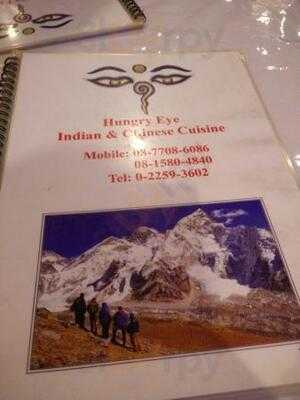 Hungry Eye
Indian & Chinese Cuisine
Mobile: 08-7708-6086
08-1580-4840
Tel: 0-2259-3602